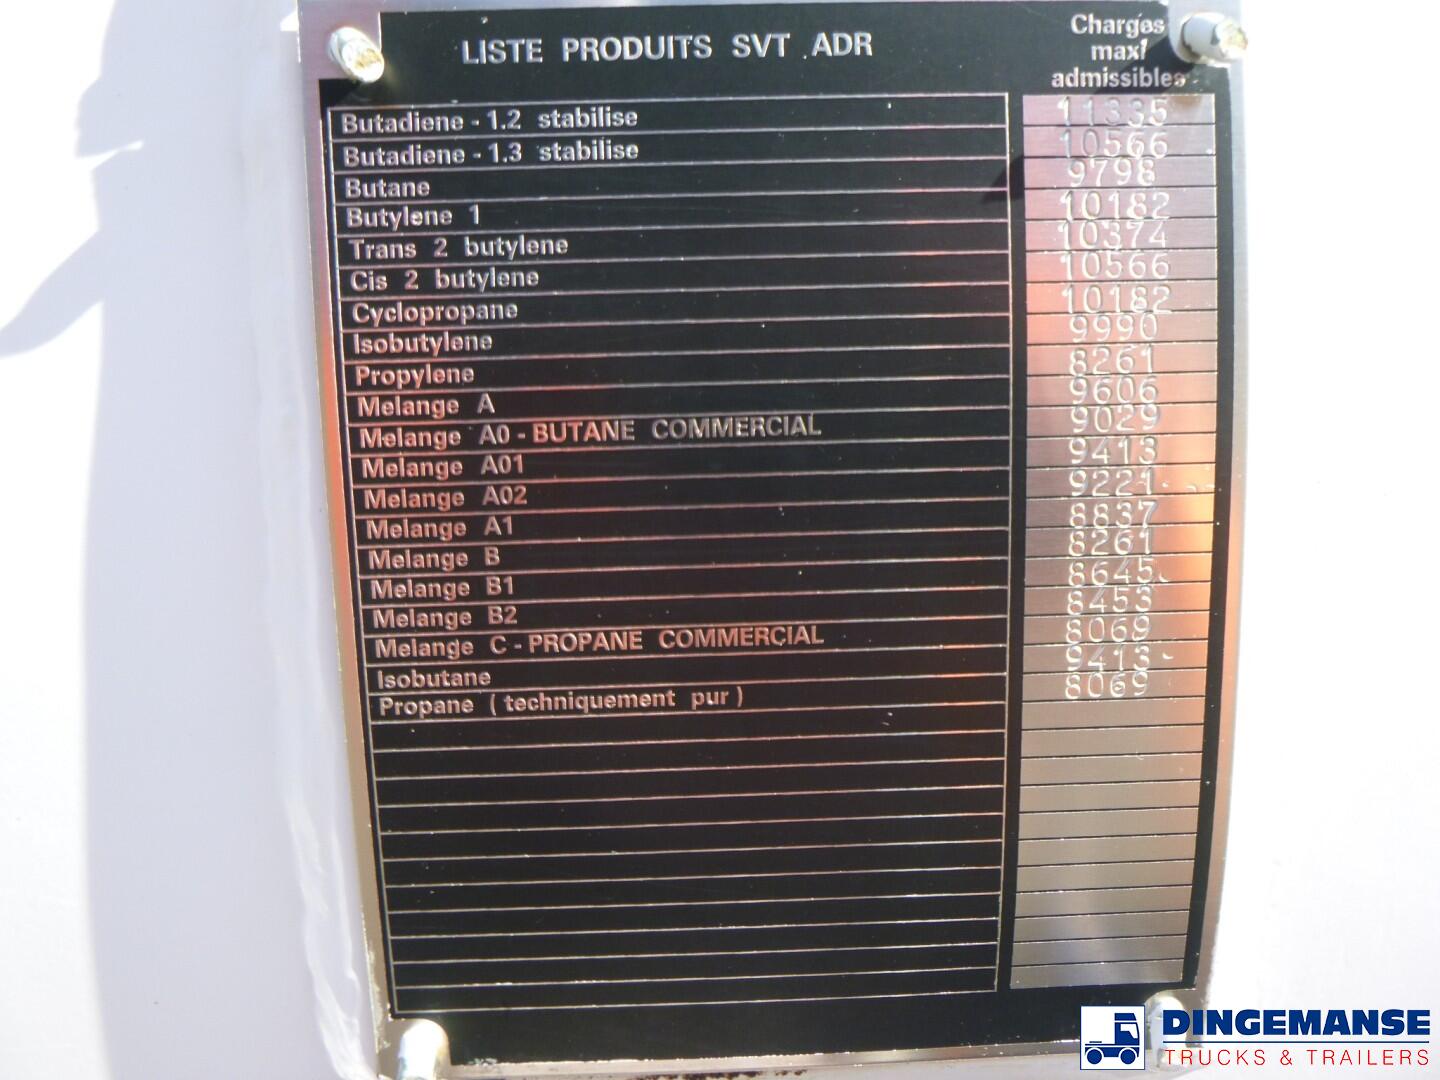 LISTE PRODUITS SVT ADR
Charges
maxi
admissibles
Butadiene - 1.2 stabilise 11335
Butadiene - 1.3 stabilise 10566
Butane 9798
Butylene 1 10182
Trans 2 butylene 10374
Cis 2 butylene 10566
Cyclopropane 10182
Isobutylene 9990
Propylene 8261
Melange A 9606
Melange A0 - BUTANE COMMERCIAL 9029
Melange A01 9413
Melange A02 9221
Melange A1 8837
Melange B 8261
Melange B1 8645
Melange B2 8453
Melange C - PROPANE COMMERCIAL 8069
Isobutane 9413
Propane ( techniquement pur ) 8069
DINGEMANSE
TRUCKS & TRAILERS